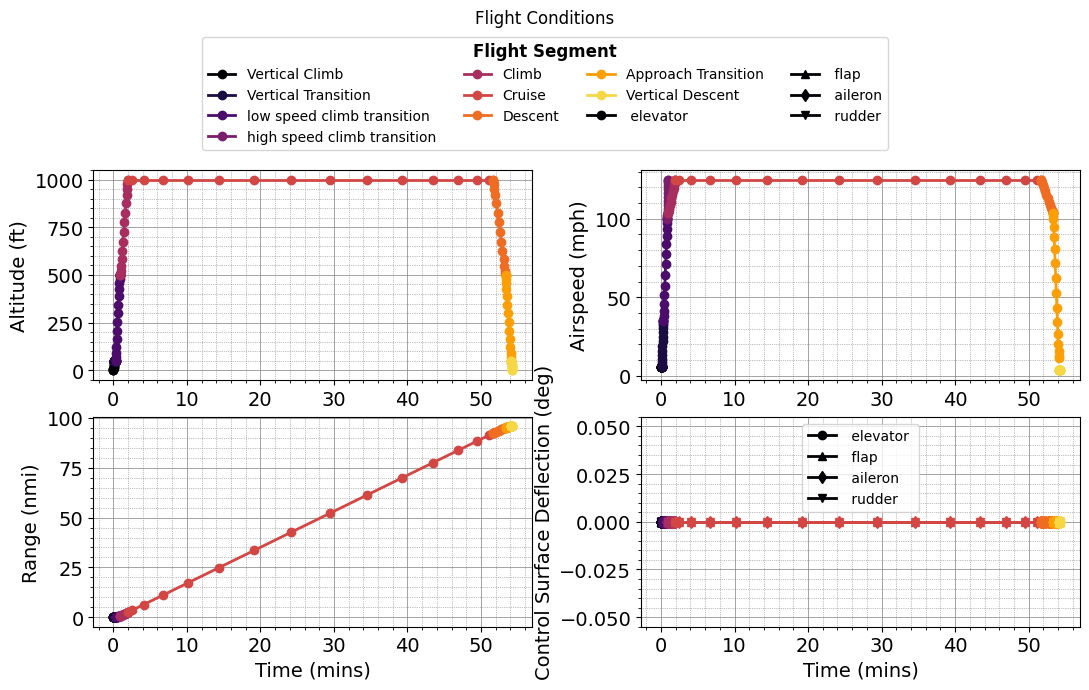 Flight Conditions
Flight Segment
Vertical Climb
Vertical Transition
low speed climb transition
high speed climb transition
Climb
Cruise
Descent
Approach Transition
Vertical Descent
elevator
flap
aileron
rudder
Altitude (ft)
1000
750
500
250
0
0 10 20 30 40 50
Airspeed (mph)
100
50
0
0 10 20 30 40 50
Range (nmi)
100
75
50
25
0
0 10 20 30 40 50
Time (mins)
Control Surface Deflection (deg)
0.050
0.025
0.000
−0.025
−0.050
elevator
flap
aileron
rudder
0 10 20 30 40 50
Time (mins)